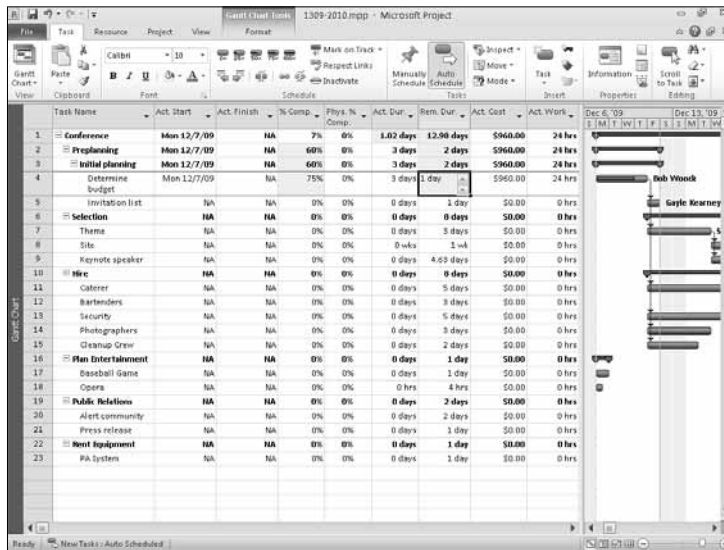 Gantt Chart Tools 1309-2010.mpp - Microsoft Project
File Task Resource Project View Format
Gantt Chart Paste Calibri 10 B I U A Mark on Track Respect Links Inactivate Manually Schedule Auto Schedule Inspect Move Mode Task Information Scroll to Task
View Clipboard Font Schedule Tasks Insert Properties Editing
Task Name Act. Start Act. Finish % Comp. Phys. % Comp. Act. Dur. Rem. Dur. Act. Cost Act. Work Dec 6, '09 Dec 13, '09
S M T W T F S S M T W
1 Conference Mon 12/7/09 NA 7% 0% 1.02 days 12.98 days $960.00 24 hrs
2 Preplanning Mon 12/7/09 NA 60% 0% 3 days 2 days $960.00 24 hrs
3 Initial planning Mon 12/7/09 NA 60% 0% 3 days 2 days $960.00 24 hrs
4 Determine budget Mon 12/7/09 NA 75% 0% 3 days 1 day $960.00 24 hrs Bob Woock
5 Invitation list NA NA 0% 0% 0 days 1 day $0.00 0 hrs Gayle Kearney
6 Selection NA NA 0% 0% 0 days 0 days $0.00 0 hrs
7 Theme NA NA 0% 0% 0 days 3 days $0.00 0 hrs S
8 Site NA NA 0% 0% 0 wks 1 wk $0.00 0 hrs
9 Keynote speaker NA NA 0% 0% 0 days 4.63 days $0.00 0 hrs
10 Hire NA NA 0% 0% 0 days 0 days $0.00 0 hrs
11 Caterer NA NA 0% 0% 0 days 5 days $0.00 0 hrs
12 Bartenders NA NA 0% 0% 0 days 3 days $0.00 0 hrs
13 Security NA NA 0% 0% 0 days 5 days $0.00 0 hrs
14 Photographers NA NA 0% 0% 0 days 3 days $0.00 0 hrs
15 Cleanup Crew NA NA 0% 0% 0 days 2 days $0.00 0 hrs
16 Plan Entertainment NA NA 0% 0% 0 days 1 day $0.00 0 hrs
17 Baseball Game NA NA 0% 0% 0 days 1 day $0.00 0 hrs
18 Opera NA NA 0% 0% 0 hrs 4 hrs $0.00 0 hrs
19 Public Relations NA NA 0% 0% 0 days 2 days $0.00 0 hrs
20 Alert community NA NA 0% 0% 0 days 2 days $0.00 0 hrs
21 Press release NA NA 0% 0% 0 days 1 day $0.00 0 hrs
22 Rent Equipment NA NA 0% 0% 0 days 1 day $0.00 0 hrs
23 PA System NA NA 0% 0% 0 days 1 day $0.00 0 hrs
Gantt Chart
Ready New Tasks : Auto Scheduled